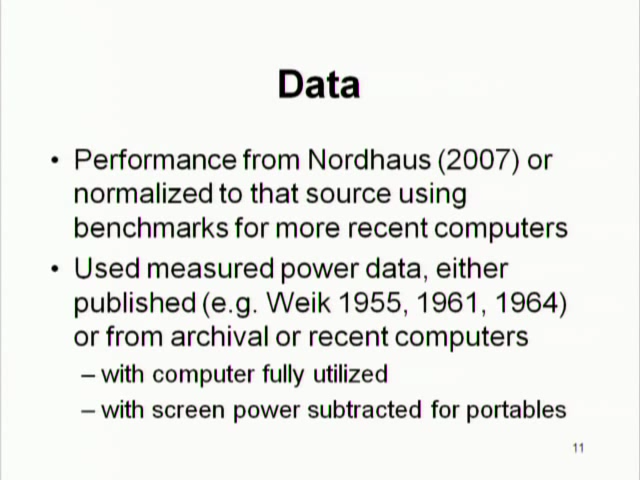 Data
• Performance from Nordhaus (2007) or
normalized to that source using
benchmarks for more recent computers
• Used measured power data, either
published (e.g. Weik 1955, 1961, 1964)
or from archival or recent computers
– with computer fully utilized
– with screen power subtracted for portables
11